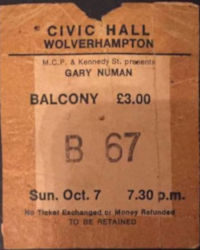 CIVIC HALL
WOLVERHAMPTON
M.C.P. & Kennedy St. presents
GARY NUMAN
BALCONY £3.00
B 67
Sun. Oct. 7 7.30 p.m.
No Ticket Exchanged or Money Refunded
TO BE RETAINED